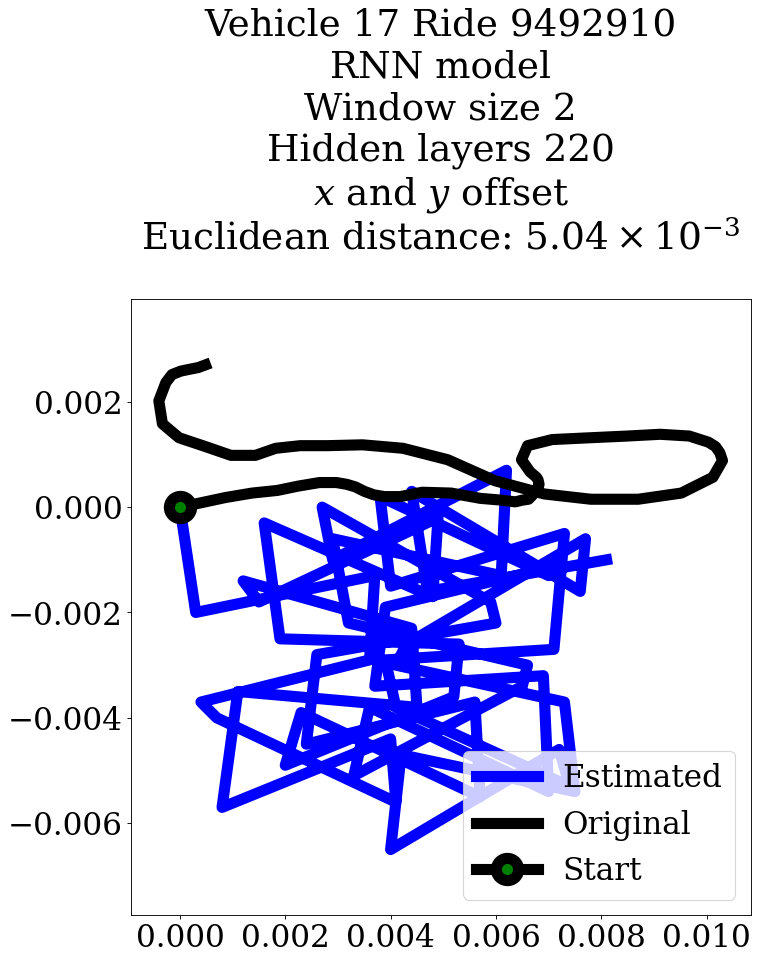 Vehicle 17 Ride 9492910
RNN model
Window size 2
Hidden layers 220
x and y offset
Euclidean distance: 5.04 × 10⁻³
0.002
0.000
−0.002
−0.004
−0.006
Estimated
Original
Start
0.000 0.002 0.004 0.006 0.008 0.010